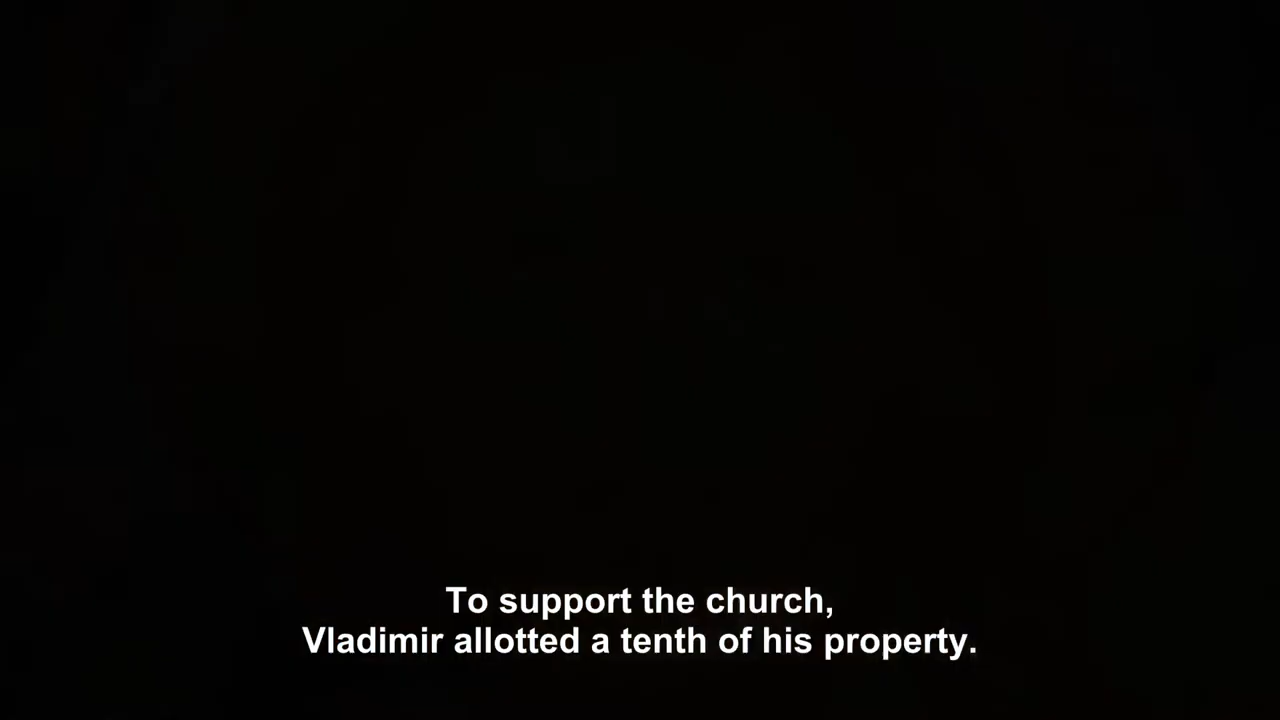 To support the church,
Vladimir allotted a tenth of his property.